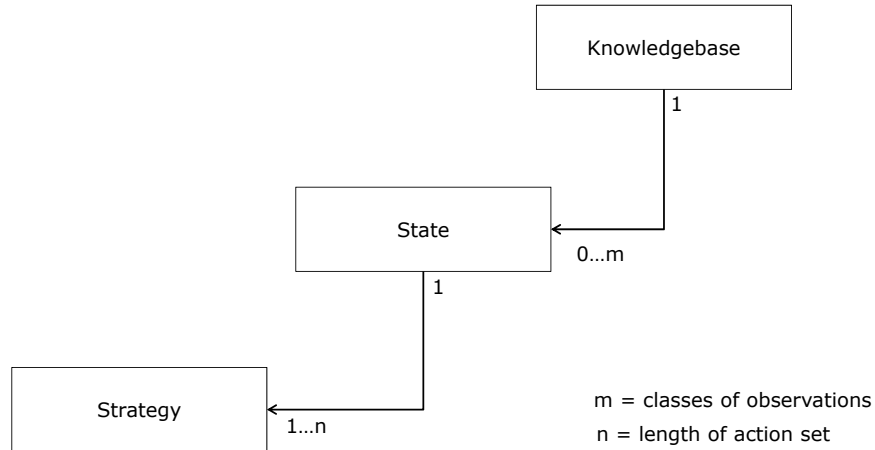 Knowledgebase
1
State
0...m
1
Strategy
1...n
m = classes of observations
n = length of action set